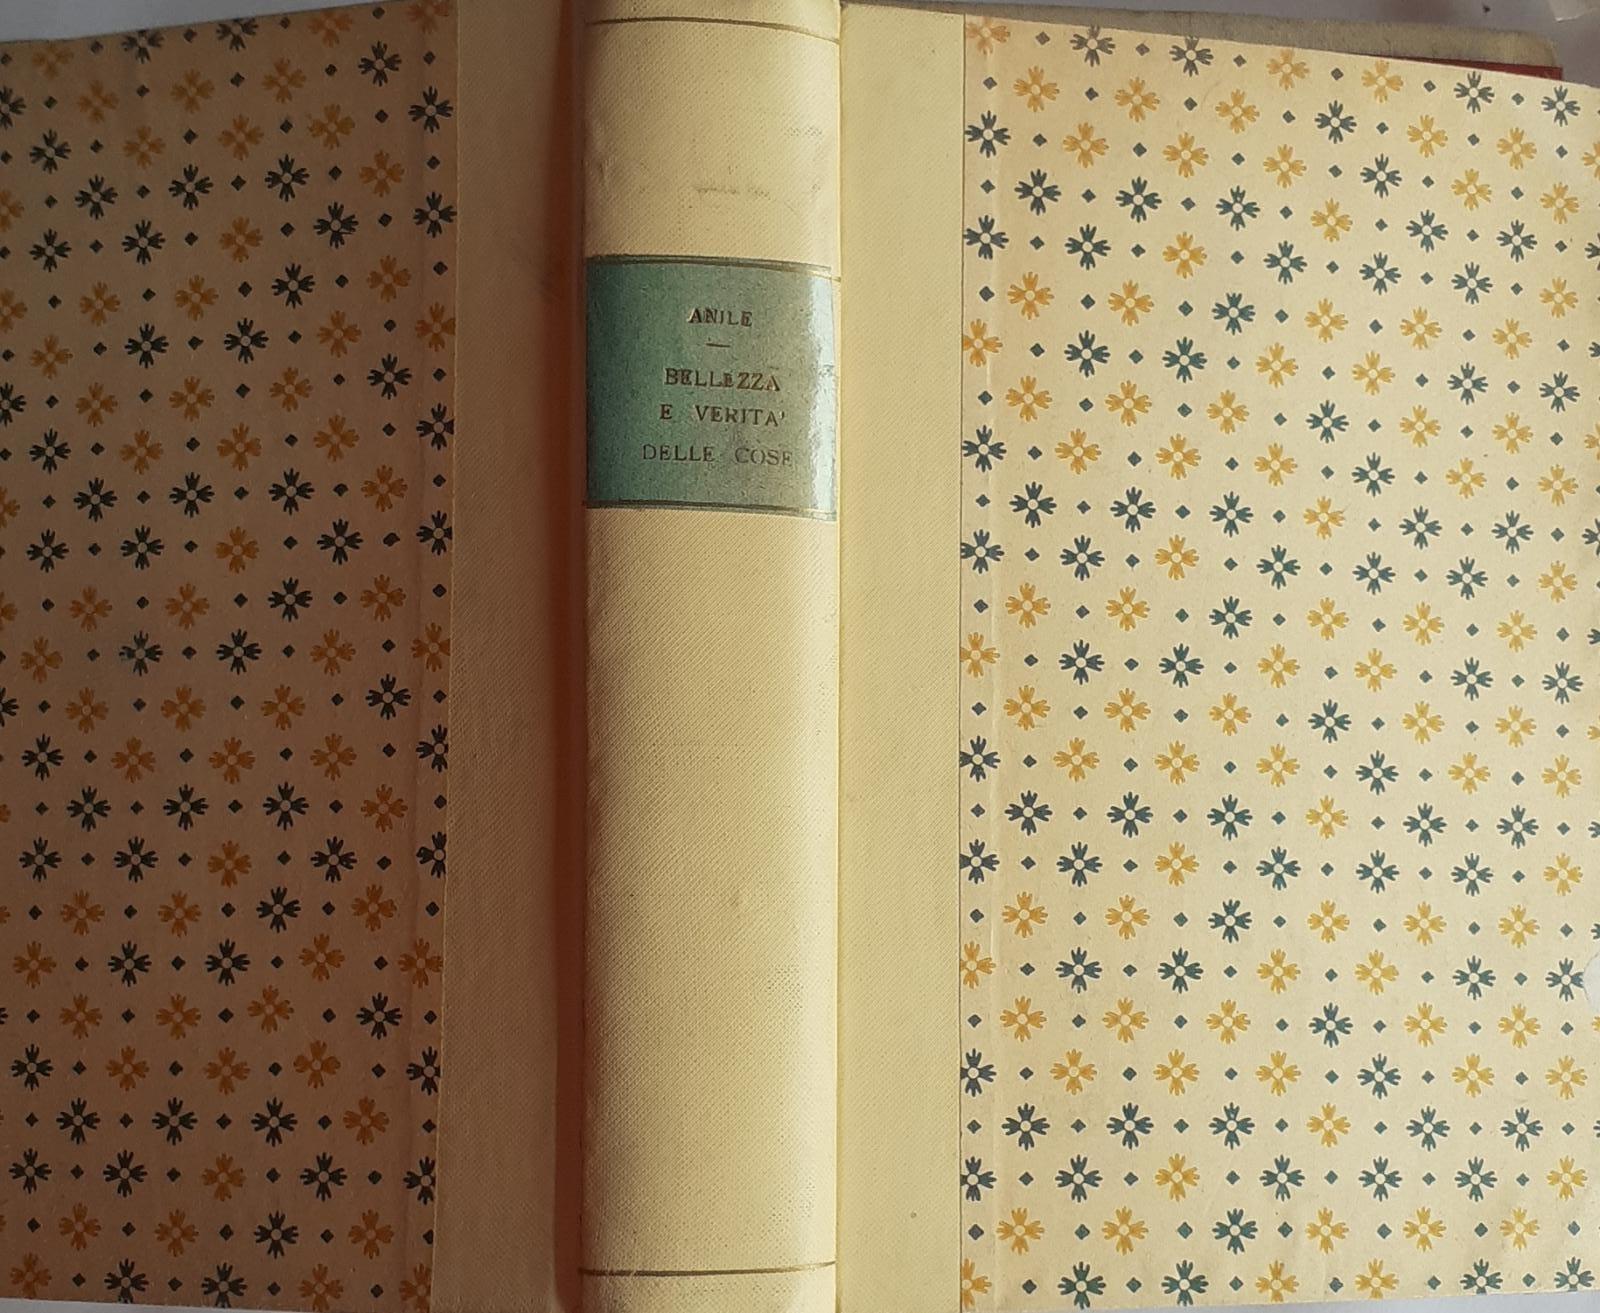 ANILE
—
BELLEZZA
E VERITA'
DELLE COSE